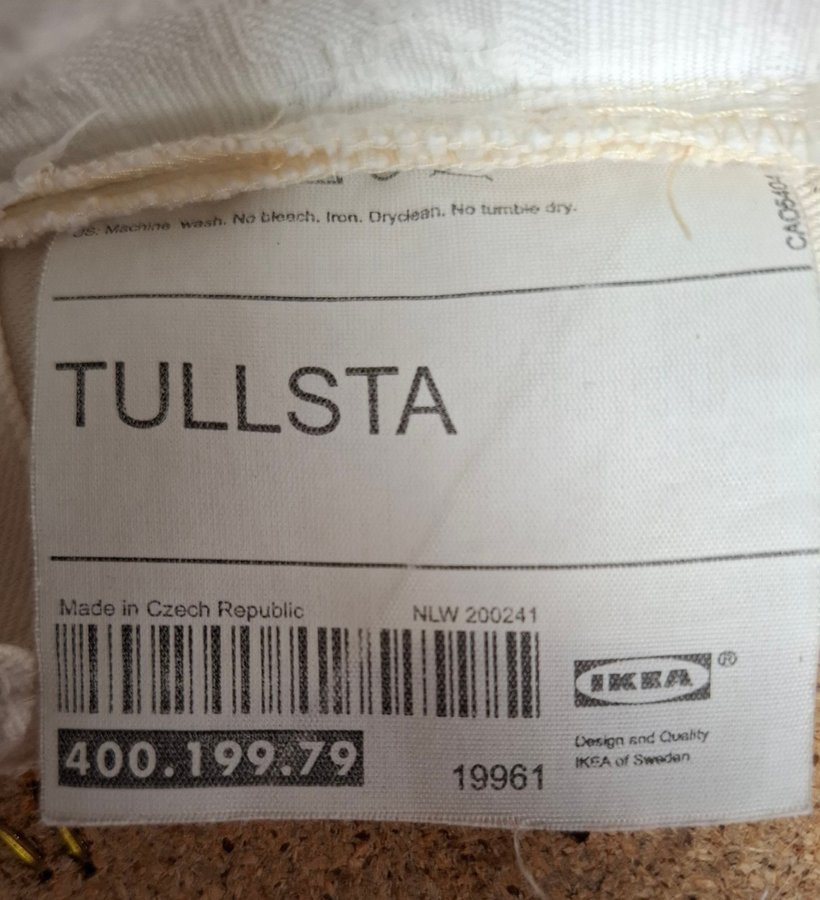 US: Machine wash. No bleach. Iron. Dryclean. No tumble dry.
TULLSTA
Made in Czech Republic NLW 200241
IKEA ®
400.199.79
19961
Design and Quality
IKEA of Sweden